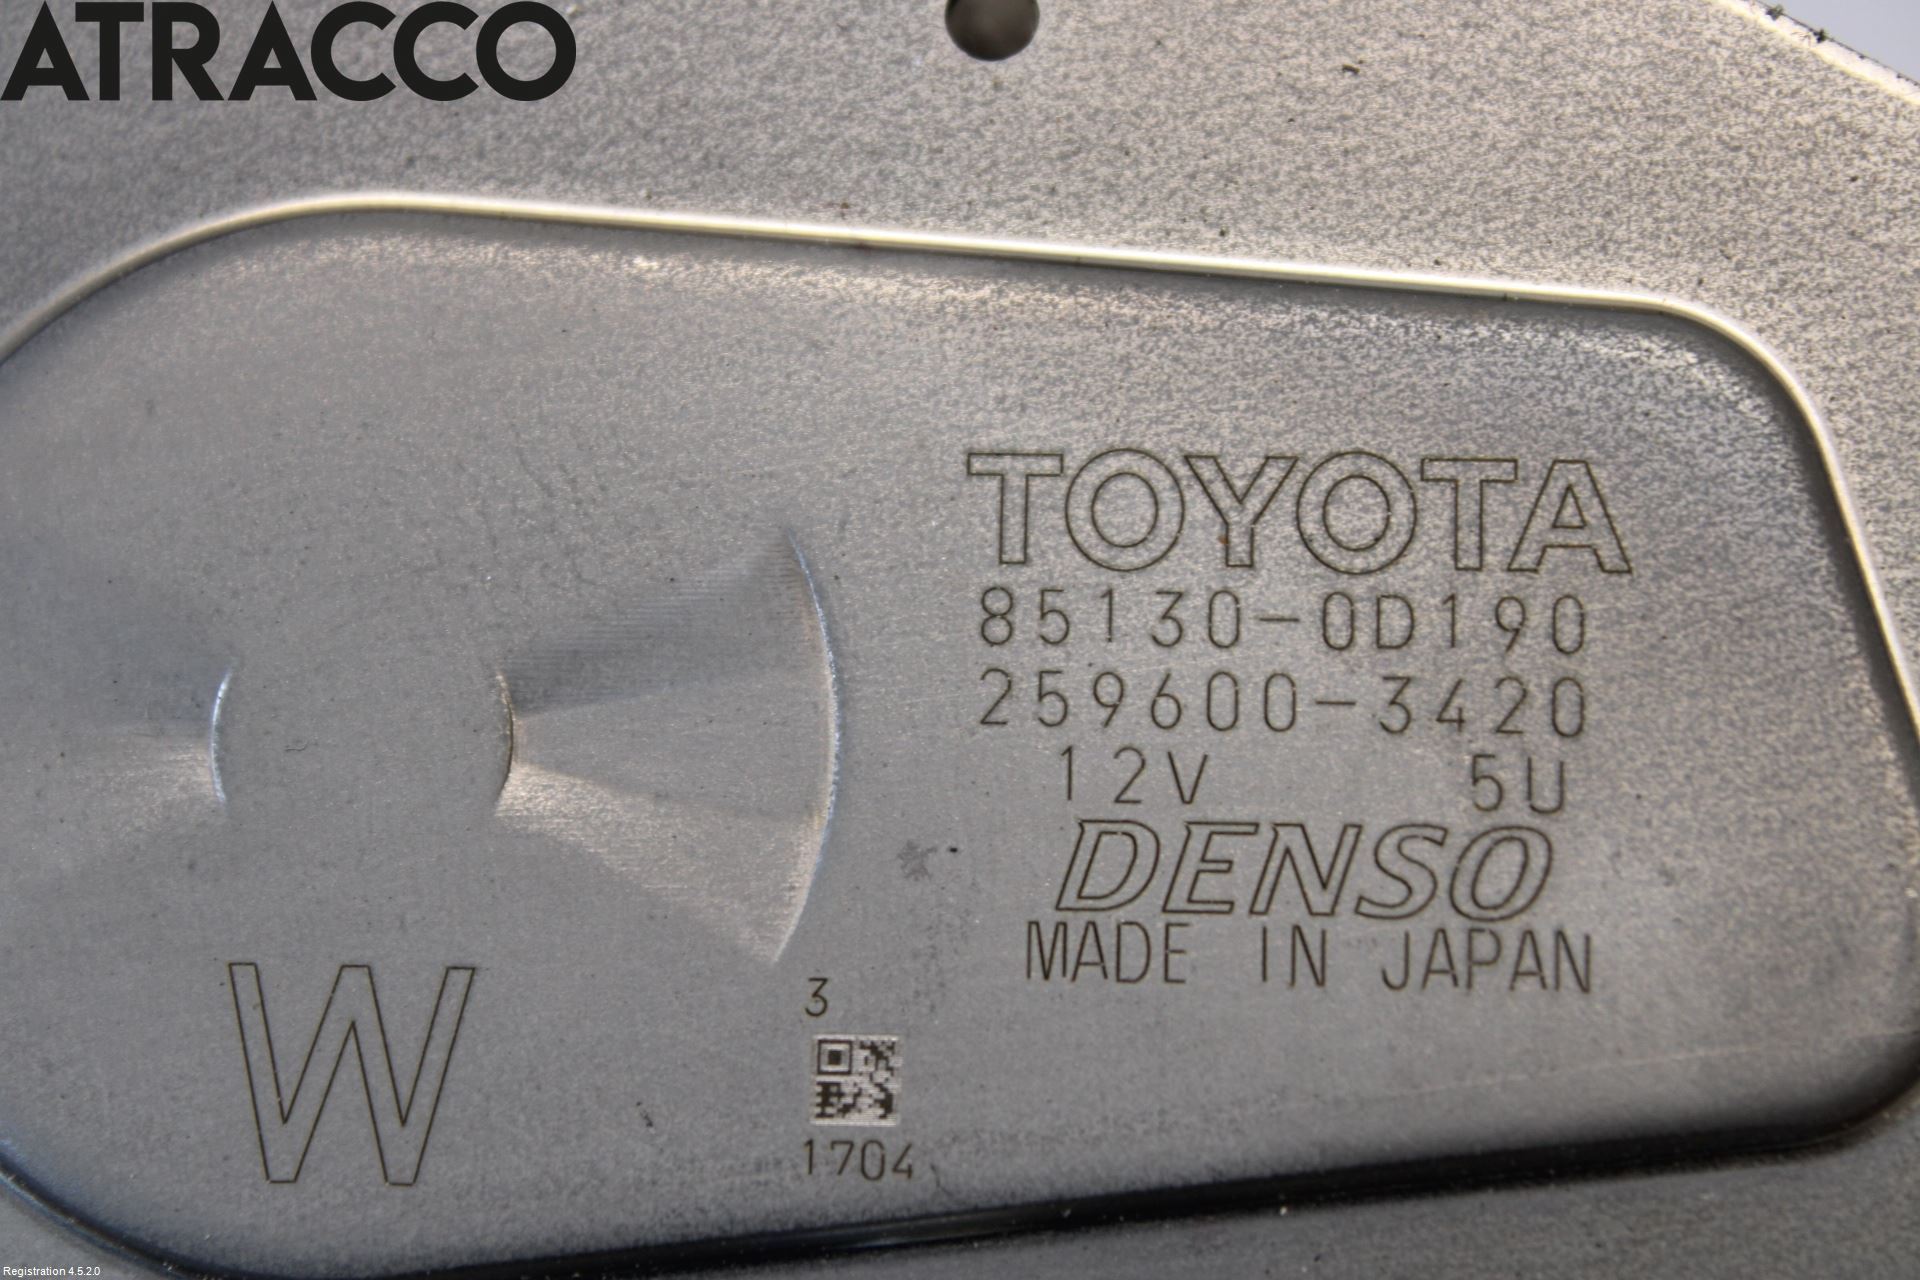 ATRACCO
TOYOTA
85130-0D190
259600-3420
12V 5U
DENSO
MADE IN JAPAN
W
3
1704
Registration 4.5.2.0